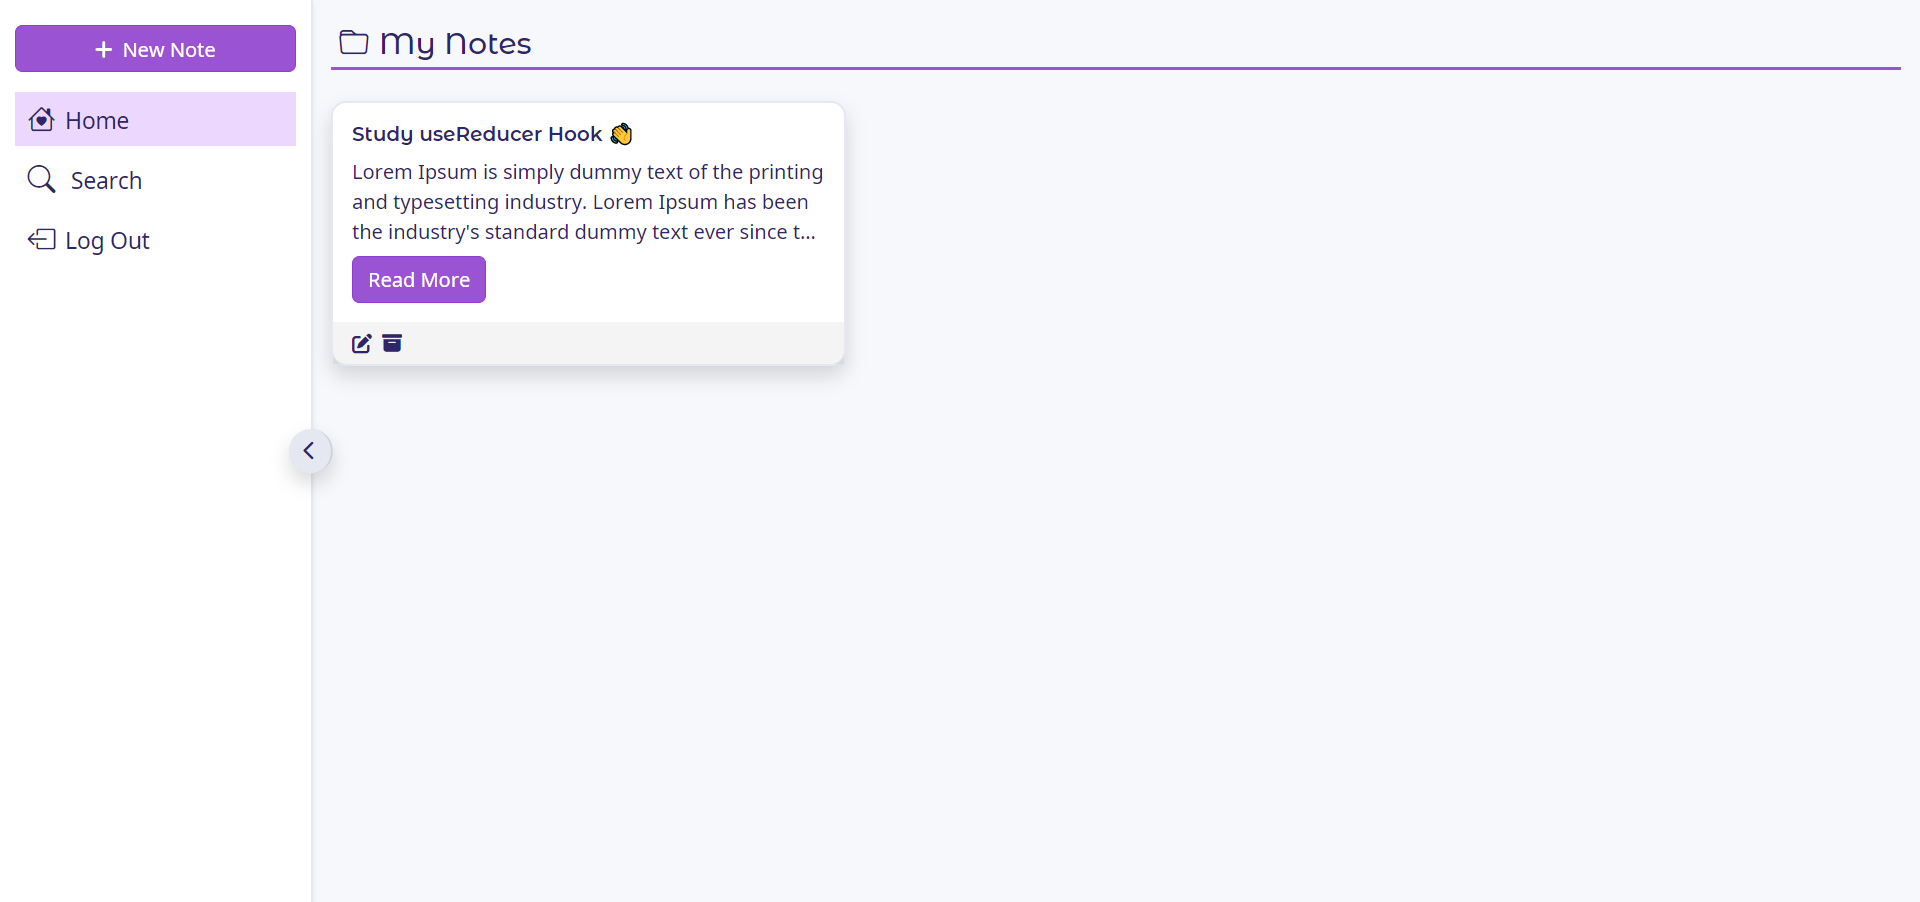 New Note
Home
Search
Log Out
My Notes
Study useReducer Hook 👏
Lorem Ipsum is simply dummy text of the printing
and typesetting industry. Lorem Ipsum has been
the industry's standard dummy text ever since t...
Read More